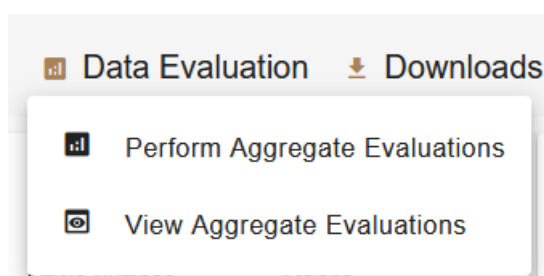 Data Evaluation Downloads
Perform Aggregate Evaluations
View Aggregate Evaluations